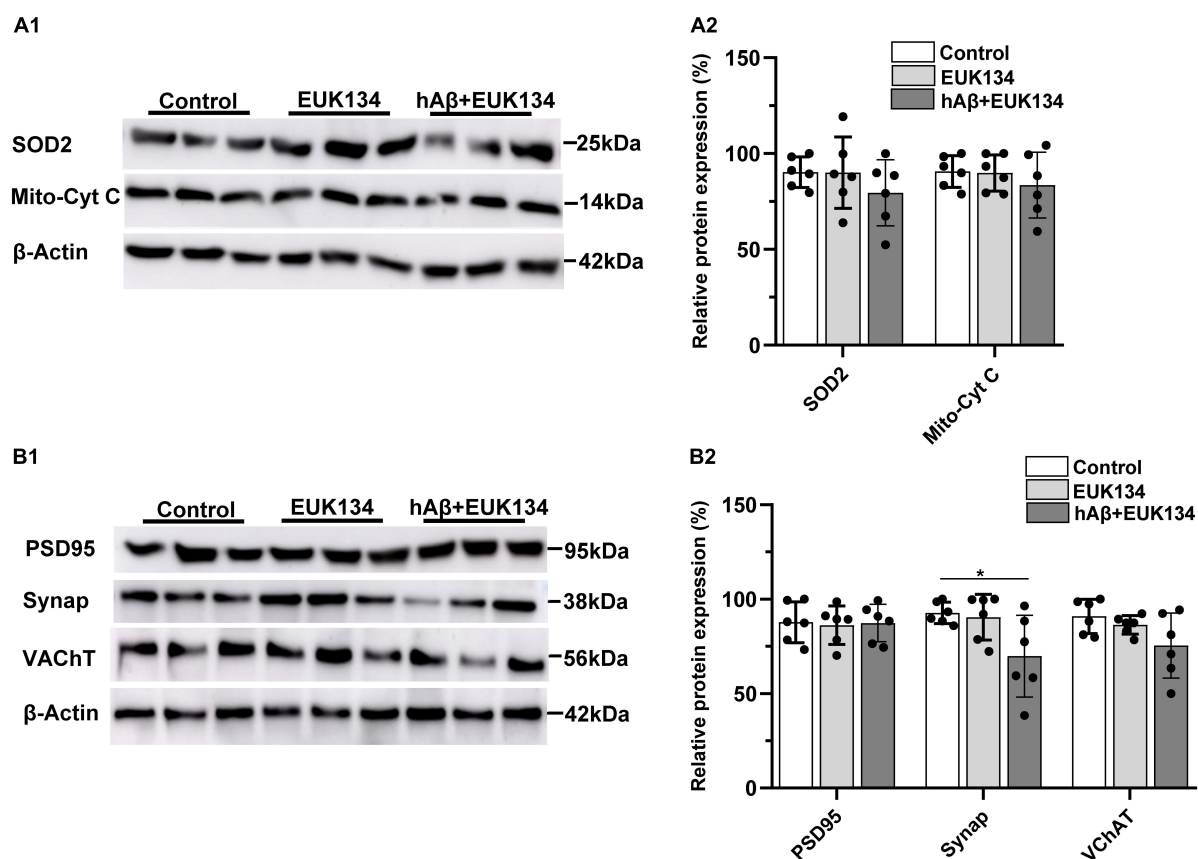 A1
Control EUK134 hAβ+EUK134
SOD2 25kDa
Mito-Cyt C 14kDa
β-Actin 42kDa
A2
Control
EUK134
hAβ+EUK134
Relative protein expression (%)
150
100
50
0
SOD2 Mito-Cyt C
B1
Control EUK134 hAβ+EUK134
PSD95 95kDa
Synap 38kDa
VAChT 56kDa
β-Actin 42kDa
B2
Control
EUK134
hAβ+EUK134
Relative protein expression (%)
150
100
50
0
*
PSD95 Synap VChAT